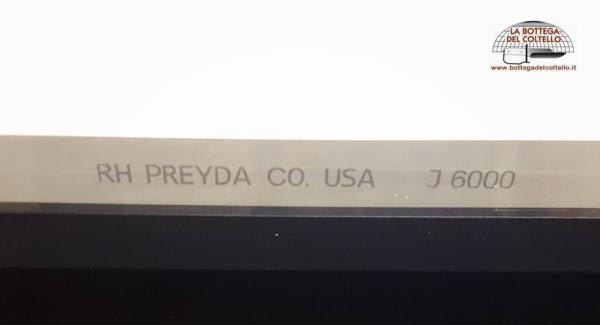 LA BOTTEGA
DEL COLTELLO
www.bottegadelcoltello.it
RH PREYDA CO. USA J 6000